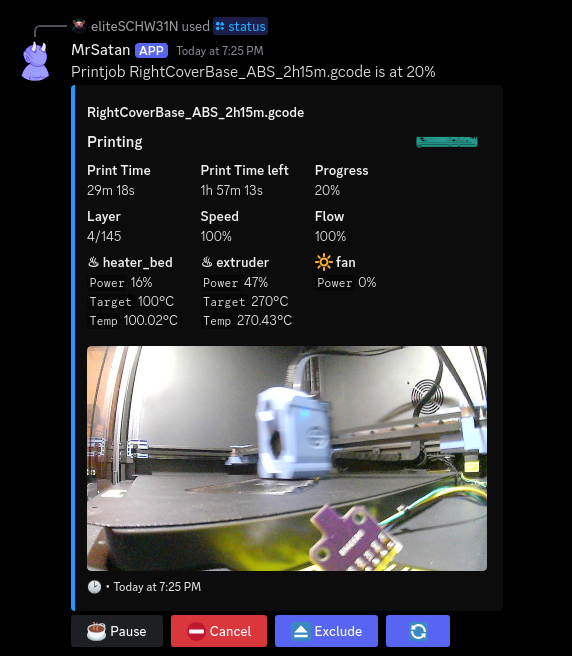 eliteSCHW31N used status
MrSatan APP Today at 7:25 PM
Printjob RightCoverBase_ABS_2h15m.gcode is at 20%
RightCoverBase_ABS_2h15m.gcode
Printing
Print Time Print Time left Progress
29m 18s 1h 57m 13s 20%
Layer Speed Flow
4/145 100% 100%
♨ heater_bed ♨ extruder 🔆 fan
Power 16% Power 47% Power 0%
Target 100°C Target 270°C
Temp 100.02°C Temp 270.43°C
🕑 • Today at 7:25 PM
☕ Pause ⛔ Cancel ⏏ Exclude 🔄